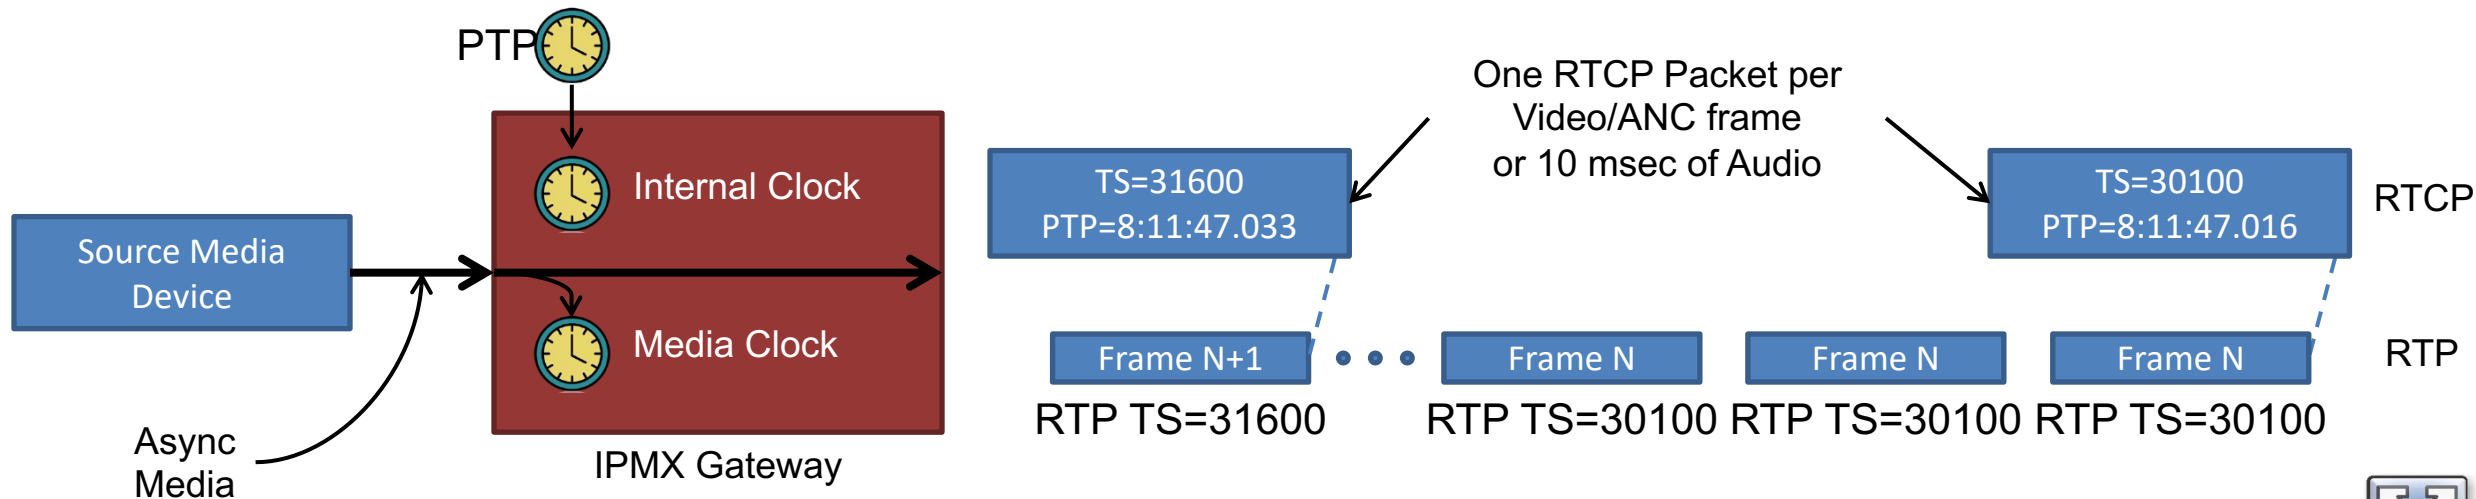 PTP
Internal Clock
Source Media
Device
Media Clock
Async
Media
IPMX Gateway
One RTCP Packet per
Video/ANC frame
or 10 msec of Audio
TS=31600
PTP=8:11:47.033
TS=30100
PTP=8:11:47.016
RTCP
Frame N+1
Frame N
Frame N
Frame N
RTP
RTP TS=31600
RTP TS=30100
RTP TS=30100
RTP TS=30100